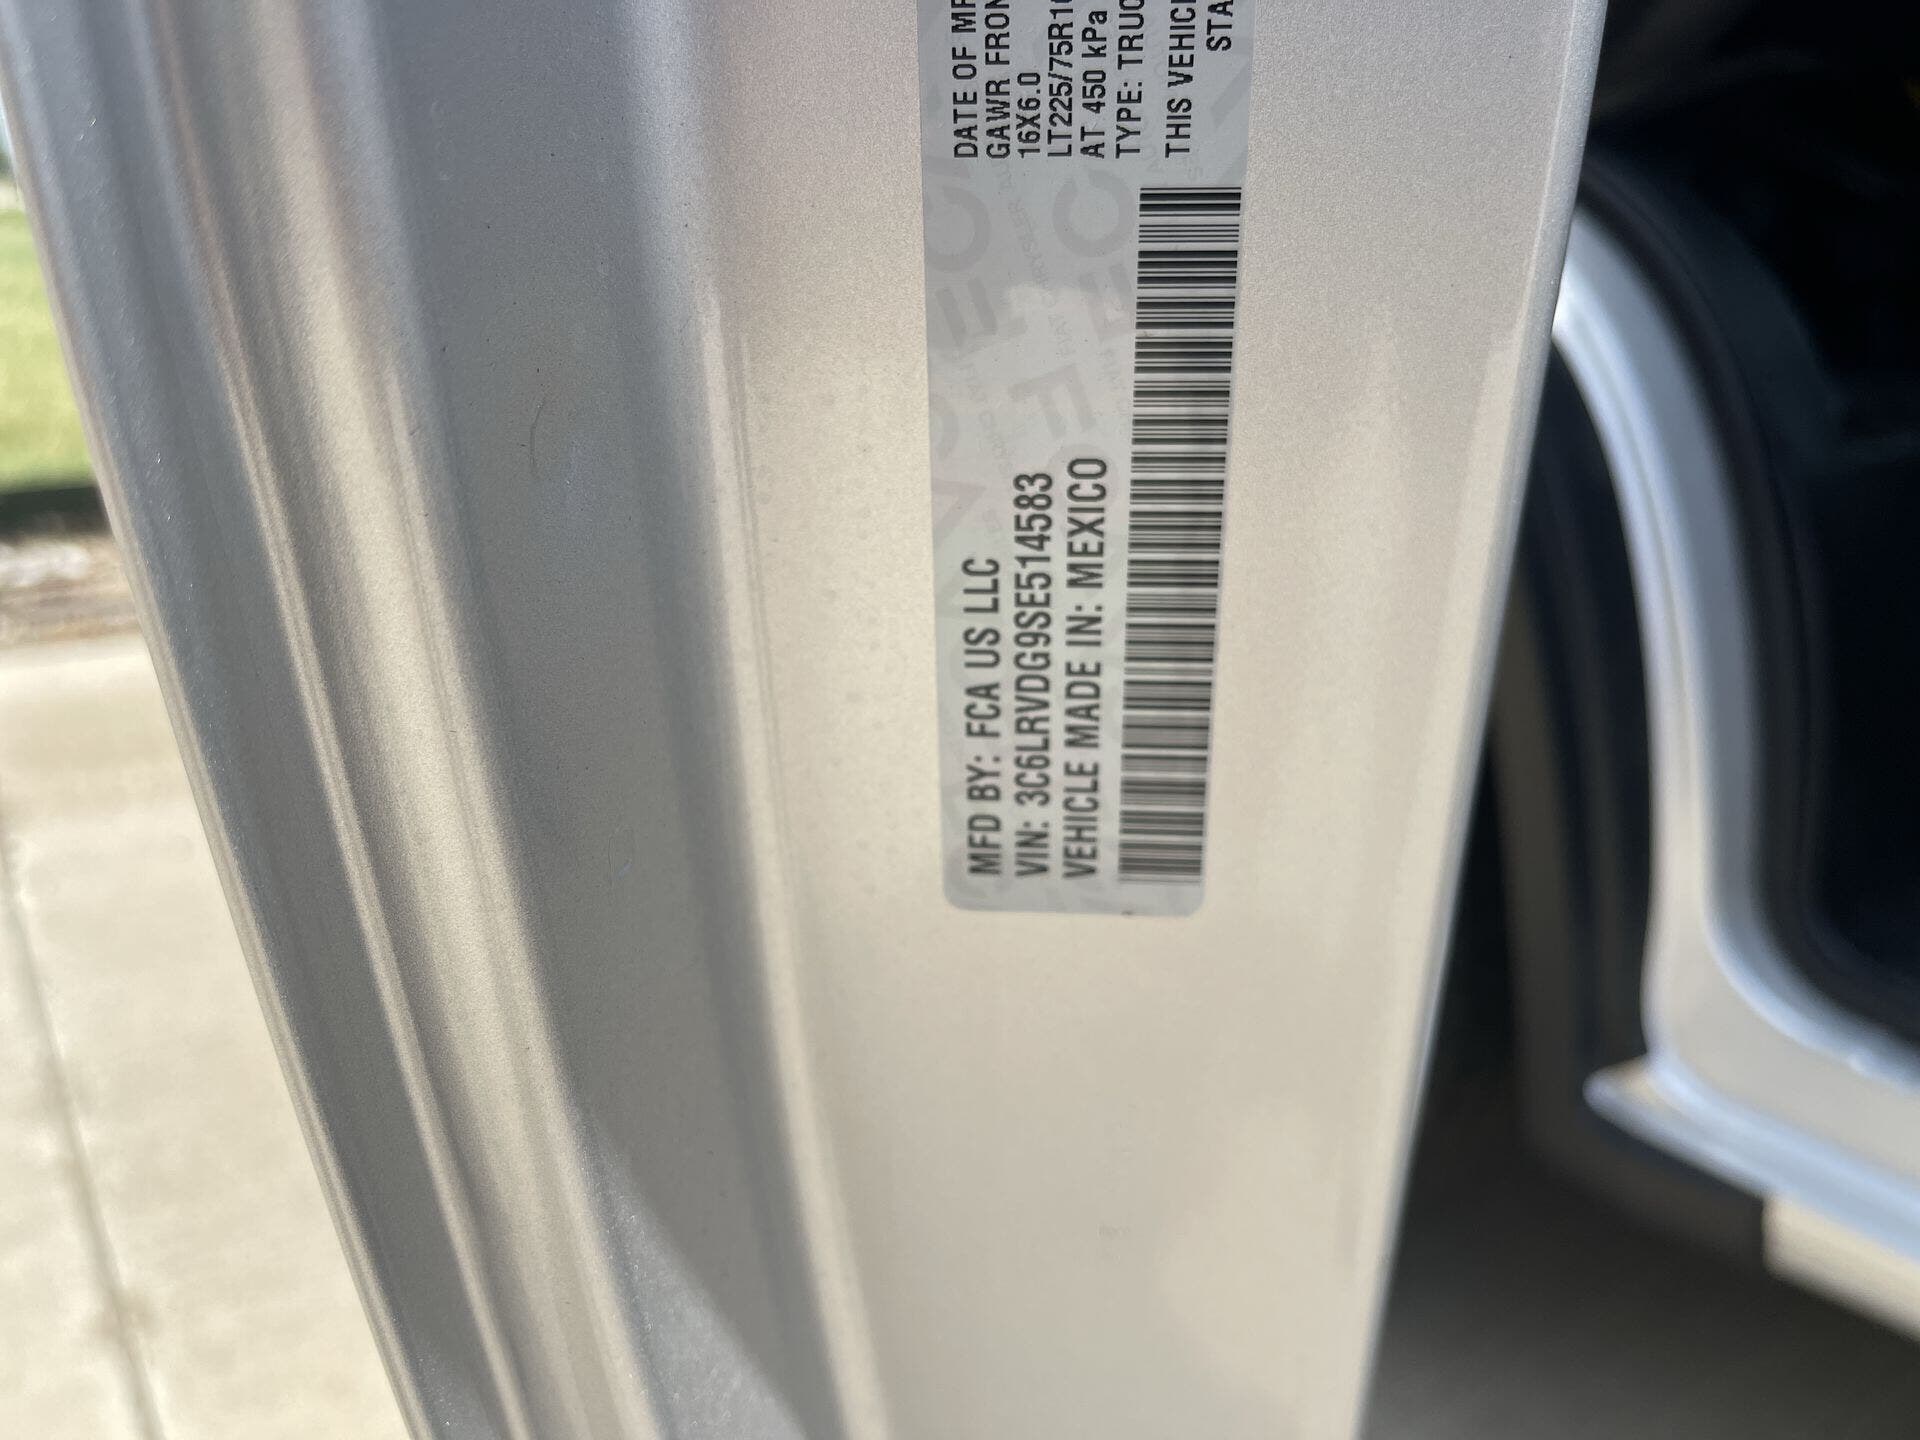 MFD BY: FCA US LLC
VIN: 3C6LRVDG9SE514583
VEHICLE MADE IN: MEXICO
DATE OF
GAWR FRON
16X6.0
LT225/75R1
AT 450 kPa
TYPE: TRUC
THIS VEHIC
STA